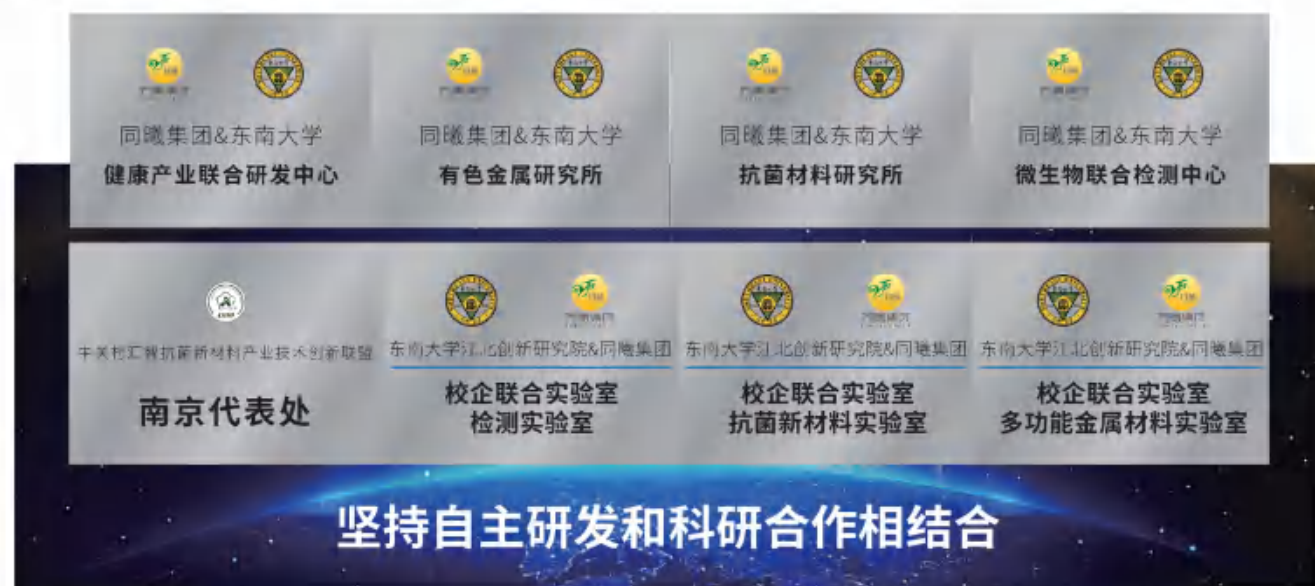 同曦集团&东南大学
健康产业联合研发中心
同曦集团&东南大学
有色金属研究所
同曦集团&东南大学
抗菌材料研究所
同曦集团&东南大学
微生物联合检测中心
中关村汇智抗菌新材料产业技术创新联盟
南京代表处
东南大学江北创新研究院&同曦集团
校企联合实验室
检测实验室
东南大学江北创新研究院&同曦集团
校企联合实验室
抗菌新材料实验室
东南大学江北创新研究院&同曦集团
校企联合实验室
多功能金属材料实验室
坚持自主研发和科研合作相结合